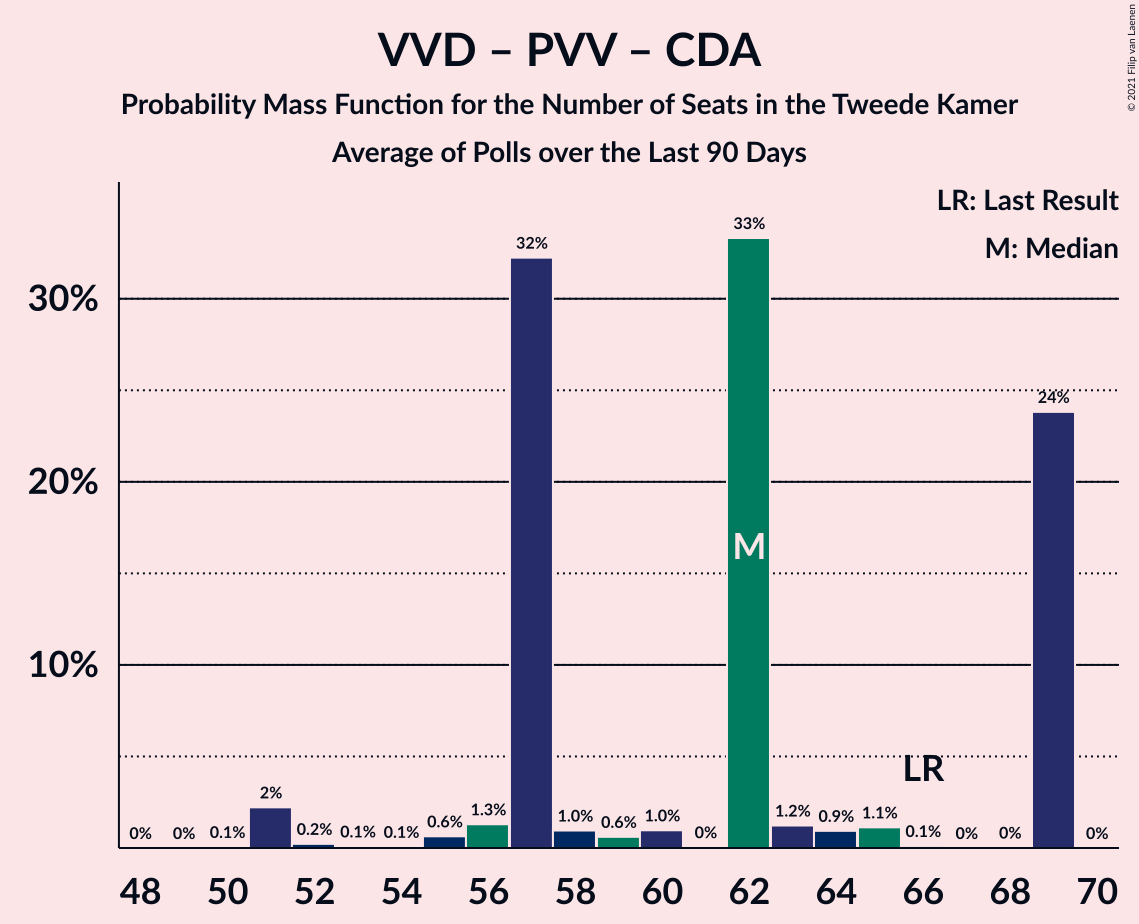 VVD – PVV – CDA
Probability Mass Function for the Number of Seats in the Tweede Kamer
Average of Polls over the Last 90 Days
© 2021 Filip van Laenen
LR: Last Result
M: Median
30%
20%
10%
0% 0% 0.1% 2% 0.2% 0.1% 0.1% 0.6% 1.3% 32% 1.0% 0.6% 1.0% 0% 33% 1.2% 0.9% 1.1% 0.1% 0% 0% 24% 0%
M
LR
48 50 52 54 56 58 60 62 64 66 68 70